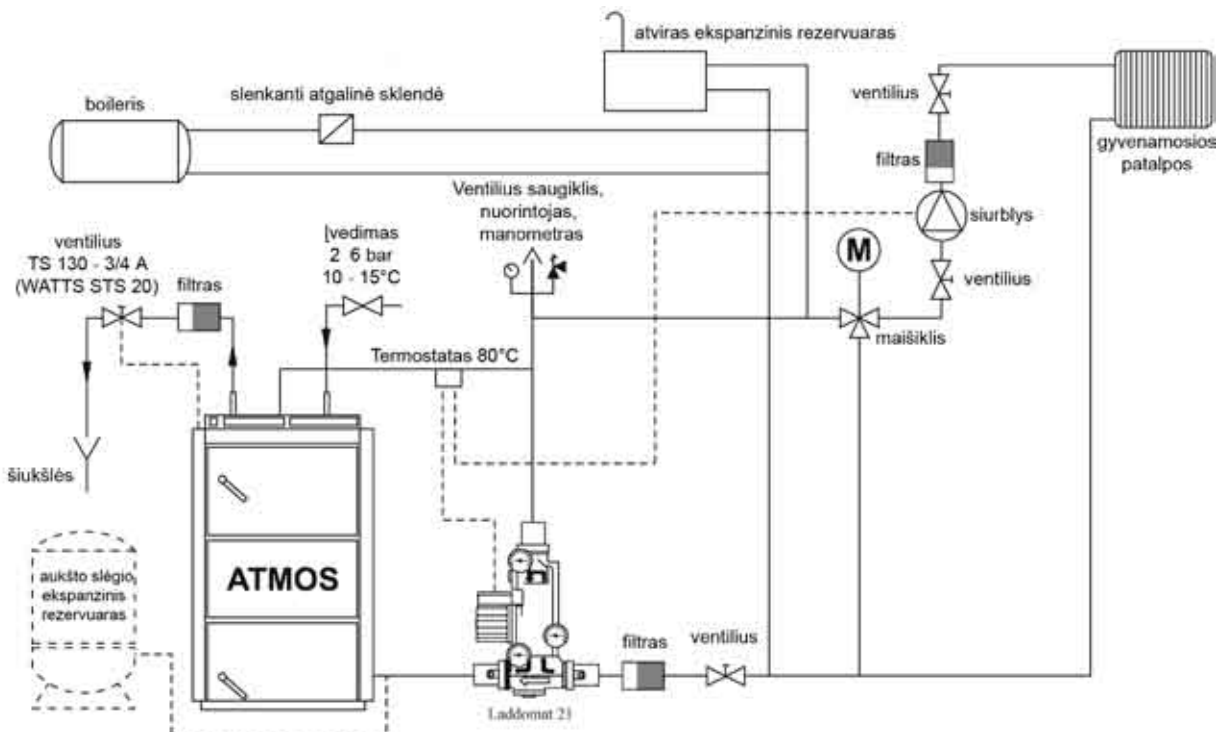 atviras ekspanzinis rezervuaras
slenkanti atgalinė sklendė
boileris
ventilius
filtras
gyvenamosios
patalpos
siurblys
Ventilius saugiklis,
nuorintojas,
manometras
ventilius
TS 130 - 3/4 A
(WATTS STS 20)
filtras
Įvedimas
2 6 bar
10 - 15°C
M
ventilius
maišiklis
Termostatas 80°C
šiukšlės
aukšto slėgio
ekspanzinis
rezervuaras
ATMOS
filtras
ventilius
Laddomat 21